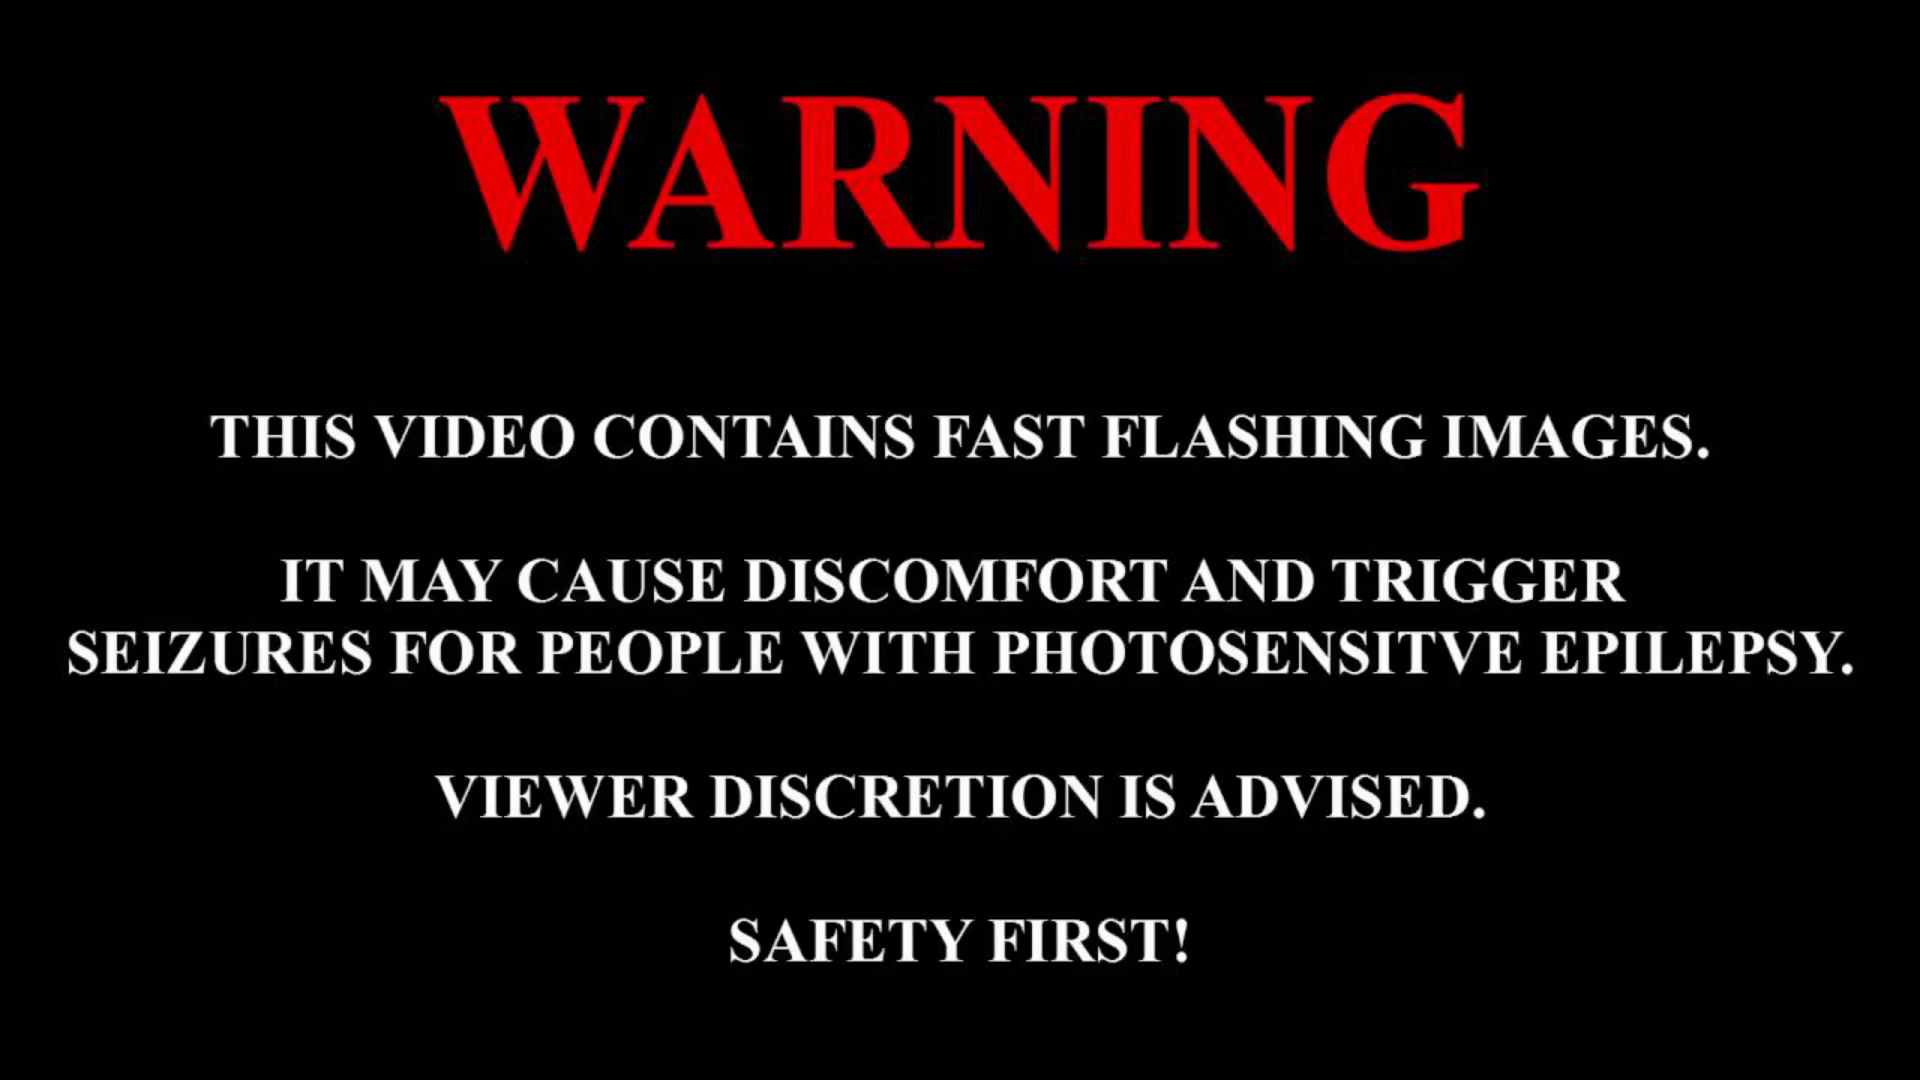 WARNING
THIS VIDEO CONTAINS FAST FLASHING IMAGES.
IT MAY CAUSE DISCOMFORT AND TRIGGER
SEIZURES FOR PEOPLE WITH PHOTOSENSITVE EPILEPSY.
VIEWER DISCRETION IS ADVISED.
SAFETY FIRST!